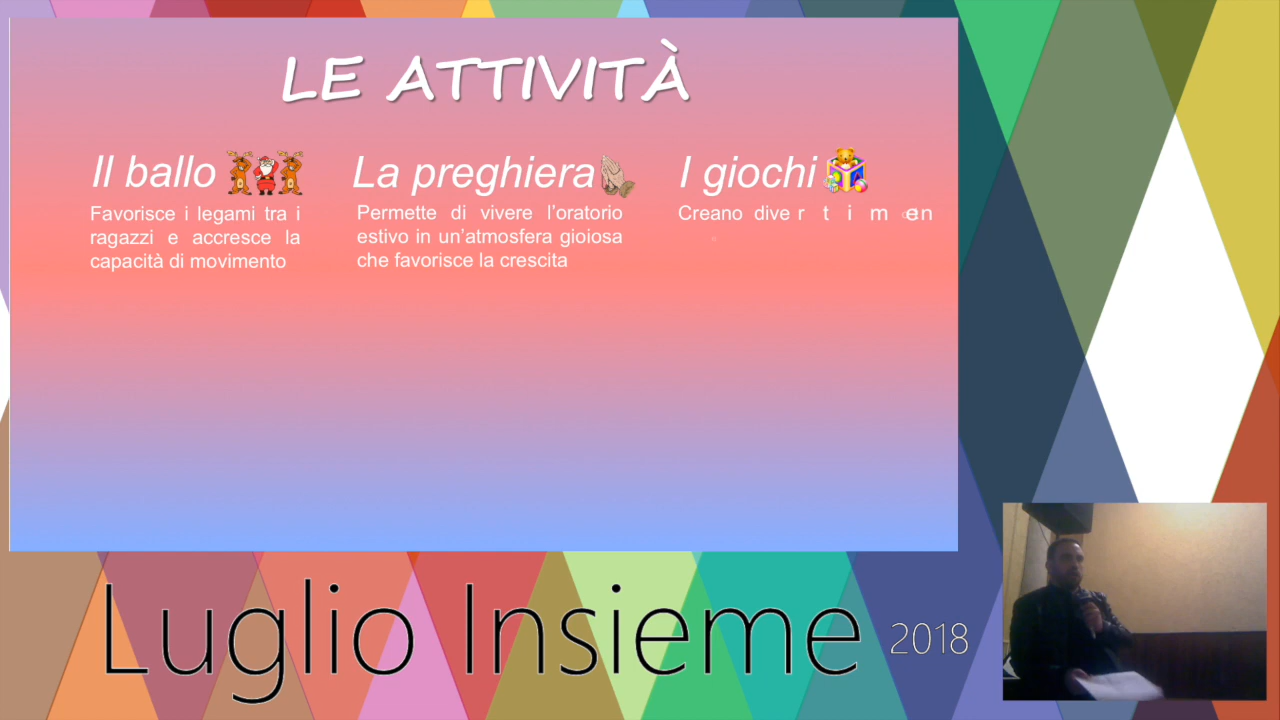 LE ATTIVITÀ
Il ballo
Favorisce i legami tra i
ragazzi e accresce la
capacità di movimento
La preghiera
Permette di vivere l'oratorio
estivo in un'atmosfera gioiosa
che favorisce la crescita
I giochi
Creano
Luglio Insieme 2018